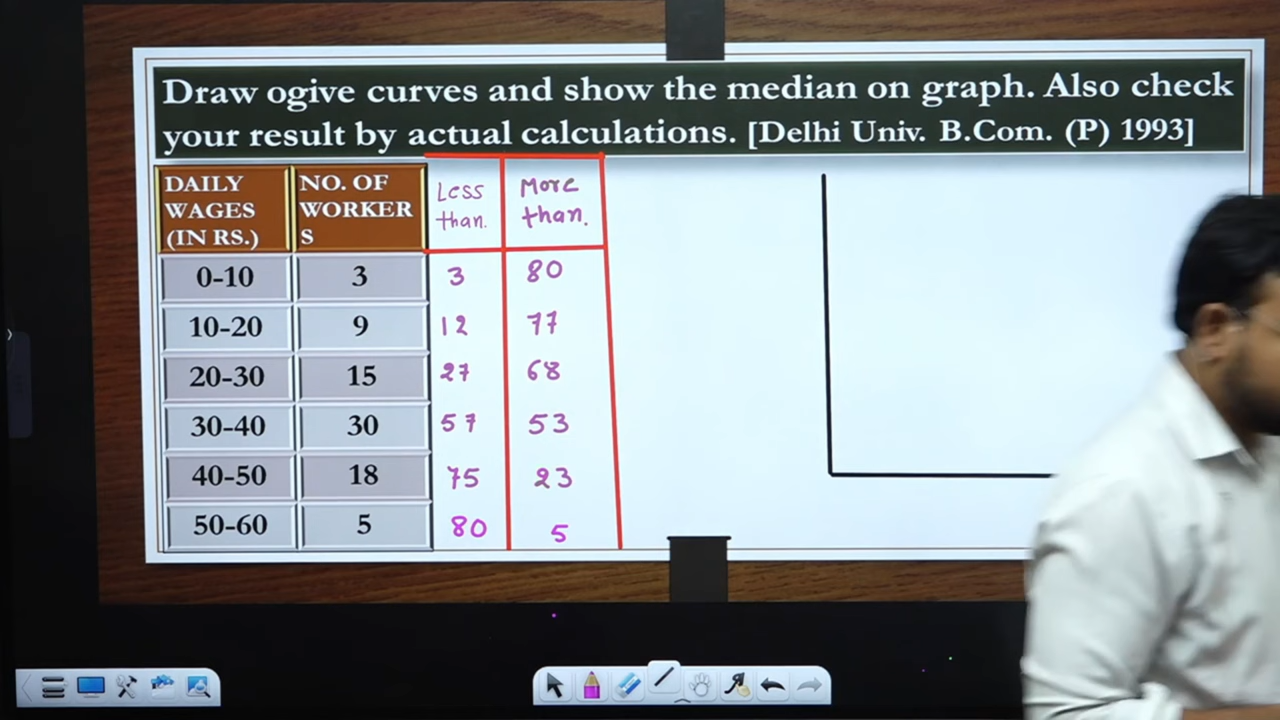 Draw ogive curves and show the median on graph. Also check
your result by actual calculations. [Delhi Univ. B.Com. (P) 1993]
DAILY WAGES (IN RS.) NO. OF WORKERS Less than. More than.
0-10 3 3 80
10-20 9 12 77
20-30 15 27 68
30-40 30 57 53
40-50 18 75 23
50-60 5 80 5